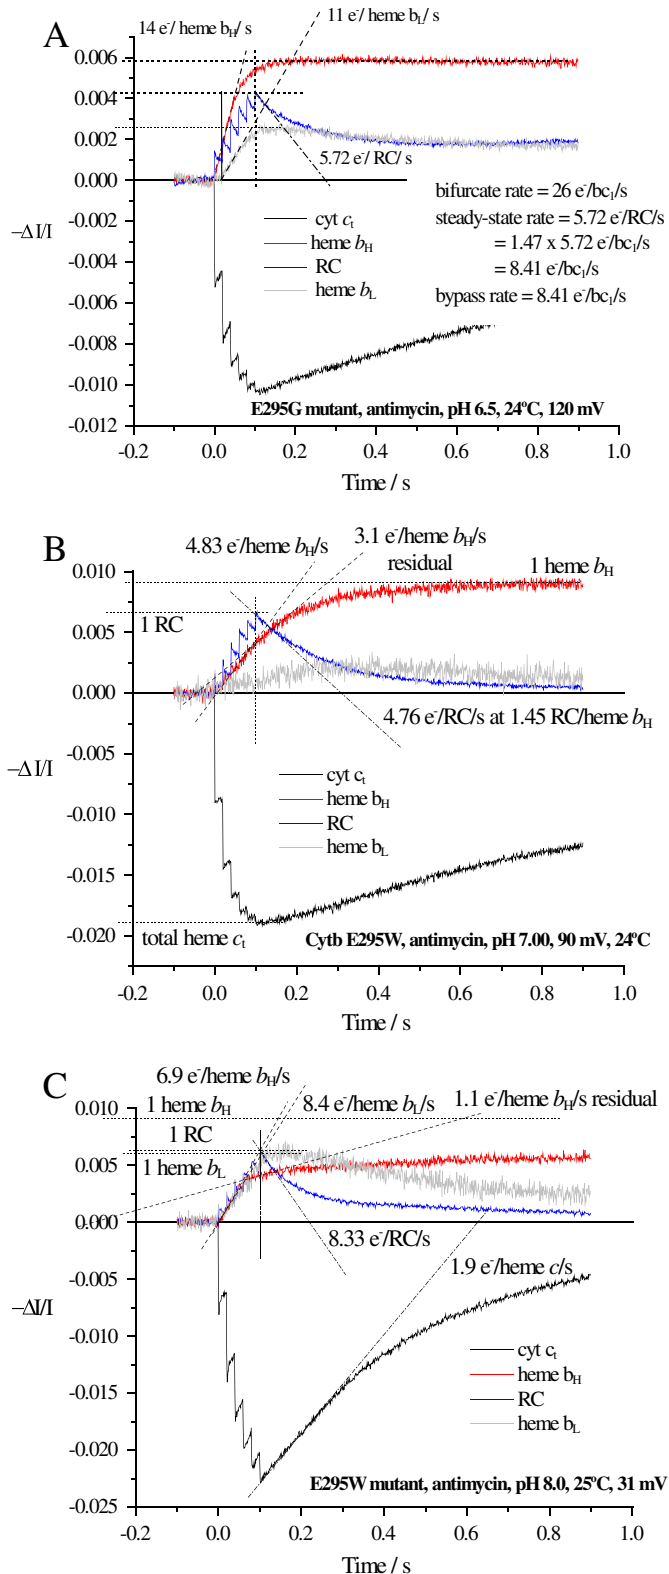 A
14 e⁻/ heme b_H/ s
11 e⁻/ heme b_L/ s
0.006
0.004
0.002
5.72 e⁻/ RC/ s
0.000
bifurcate rate = 26 e⁻/bc₁/s
-0.002
cyt c_t
steady-state rate = 5.72 e⁻/RC/s
−Δ I/I
heme b_H
= 1.47 x 5.72 e⁻/bc₁/s
-0.004
RC
= 8.41 e⁻/bc₁/s
-0.006
heme b_L
bypass rate = 8.41 e⁻/bc₁/s
-0.008
-0.010
E295G mutant, antimycin, pH 6.5, 24ºC, 120 mV
-0.012
-0.2 0.0 0.2 0.4 0.6 0.8 1.0
Time / s
B
4.83 e⁻/heme b_H/s
3.1 e⁻/heme b_H/s
residual
0.010
1 heme b_H
1 RC
0.005
0.000
4.76 e⁻/RC/s at 1.45 RC/heme b_H
-0.005
−Δ I/I
cyt c_t
heme b_H
-0.010
RC
heme b_L
-0.015
-0.020
total heme c_t
Cytb E295W, antimycin, pH 7.00, 90 mV, 24ºC
-0.2 0.0 0.2 0.4 0.6 0.8 1.0
Time / s
C
6.9 e⁻/heme b_H/s
1 heme b_H
8.4 e⁻/heme b_L/s
1.1 e⁻/heme b_H/s residual
0.010
1 RC
0.005
1 heme b_L
0.000
8.33 e⁻/RC/s
1.9 e⁻/heme c/s
-0.005
−ΔI/I
-0.010
cyt c_t
heme b_H
-0.015
RC
heme b_L
-0.020
E295W mutant, antimycin, pH 8.0, 25ºC, 31 mV
-0.025
-0.2 0.0 0.2 0.4 0.6 0.8 1.0
Time / s